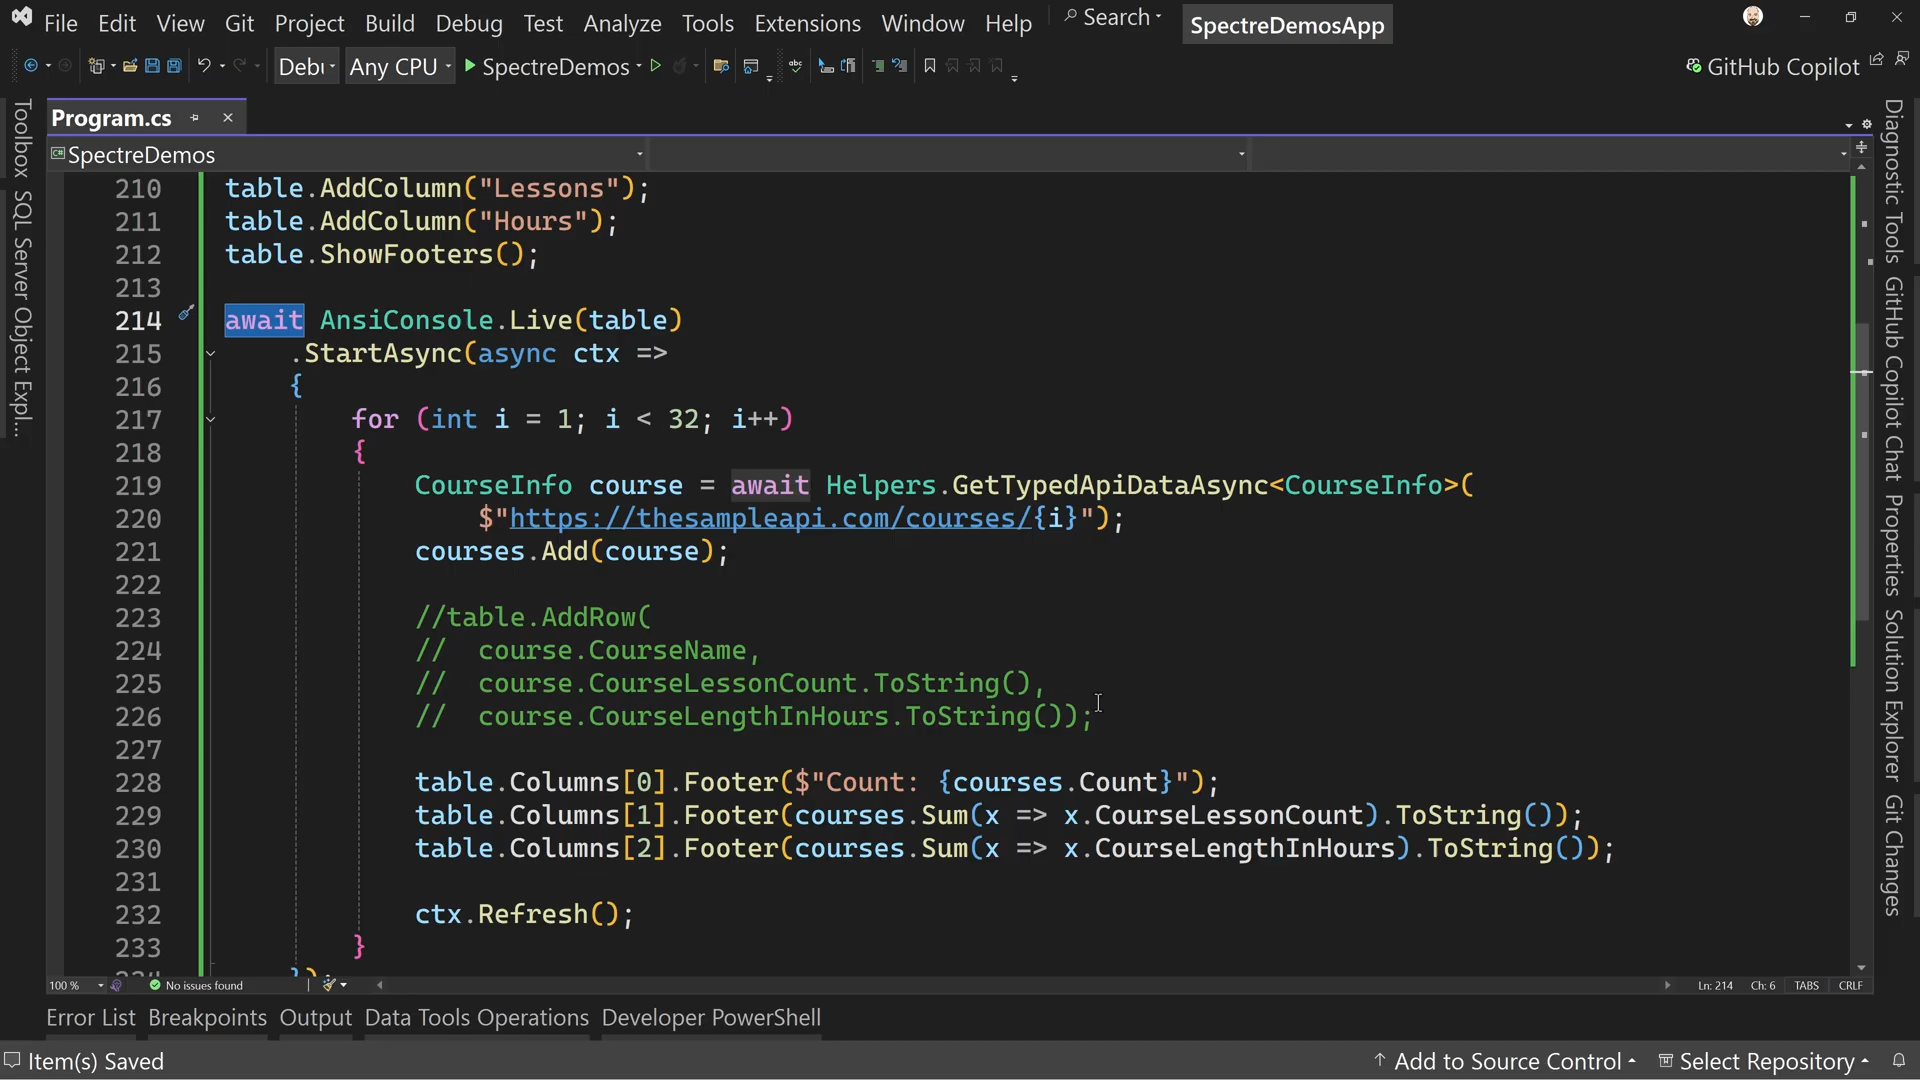 File Edit View Git Project Build Debug Test Analyze Tools Extensions Window Help Search SpectreDemosApp
Debu Any CPU SpectreDemos GitHub Copilot
Program.cs
SpectreDemos
210 table.AddColumn("Lessons");
211 table.AddColumn("Hours");
212 table.ShowFooters();
213
214 await AnsiConsole.Live(table)
215 .StartAsync(async ctx =>
216 {
217 for (int i = 1; i < 32; i++)
218 {
219 CourseInfo course = await Helpers.GetTypedApiDataAsync<CourseInfo>(
220 $"https://thesampleapi.com/courses/{i}");
221 courses.Add(course);
222
223 //table.AddRow(
224 // course.CourseName,
225 // course.CourseLessonCount.ToString(),
226 // course.CourseLengthInHours.ToString());
227
228 table.Columns[0].Footer($"Count: {courses.Count}");
229 table.Columns[1].Footer(courses.Sum(x => x.CourseLessonCount).ToString());
230 table.Columns[2].Footer(courses.Sum(x => x.CourseLengthInHours).ToString());
231
232 ctx.Refresh();
233 }
234 });
100 % No issues found Ln: 214 Ch: 6 TABS CRLF
Error List Breakpoints Output Data Tools Operations Developer PowerShell
Item(s) Saved Add to Source Control Select Repository
Toolbox
SQL Server Object Expl...
Diagnostic Tools
GitHub Copilot Chat
Properties
Solution Explorer
Git Changes